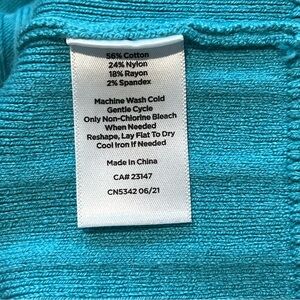 56% Cotton
24% Nylon
18% Rayon
2% Spandex
Machine Wash Cold
Gentle Cycle
Only Non-Chlorine Bleach
When Needed
Reshape, Lay Flat To Dry
Cool Iron If Needed
Made In China
CA# 23147
CN5342 06/21